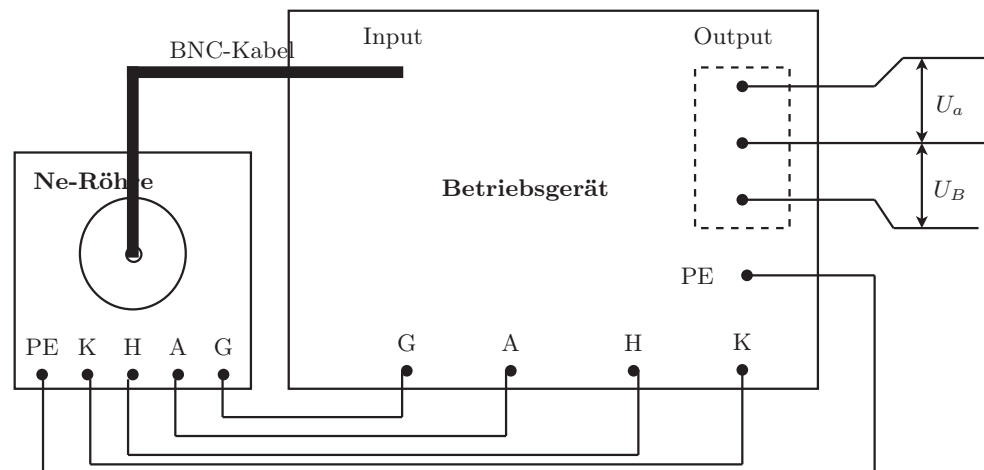 BNC-Kabel
Input
Output
U_a
Ne-Röhre
Betriebsgerät
U_B
PE
PE K H A G
G A H K